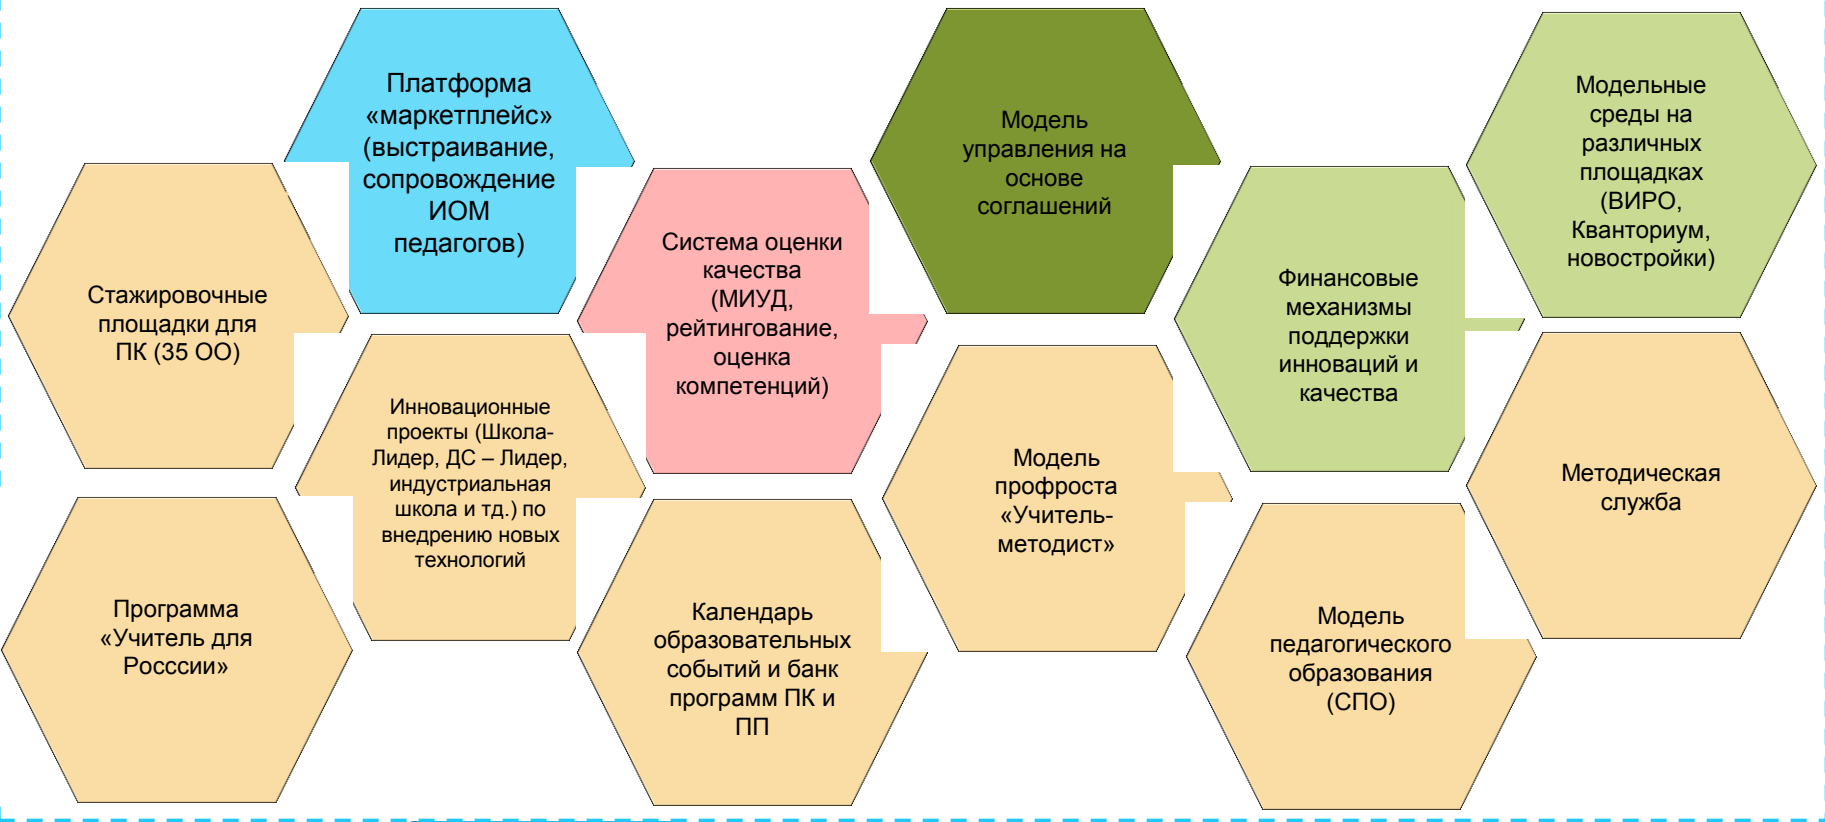 Платформа
«маркетплейс»
(выстраивание,
сопровождение
ИОМ
педагогов)
Модель
управления на
основе
соглашений
Модельные
среды на
различных
площадках
(ВИРО,
Кванториум,
новостройки)
Стажировочные
площадки для
ПК (35 ОО)
Система оценки
качества
(МИУД,
рейтингование,
оценка
компетенций)
Финансовые
механизмы
поддержки
инноваций и
качества
Инновационные
проекты (Школа-
Лидер, ДС – Лидер,
индустриальная
школа и тд.) по
внедрению новых
технологий
Модель
профроста
«Учитель-
методист»
Методическая
служба
Программа
«Учитель для
Росссии»
Календарь
образовательных
событий и банк
программ ПК и
ПП
Модель
педагогического
образования
(СПО)